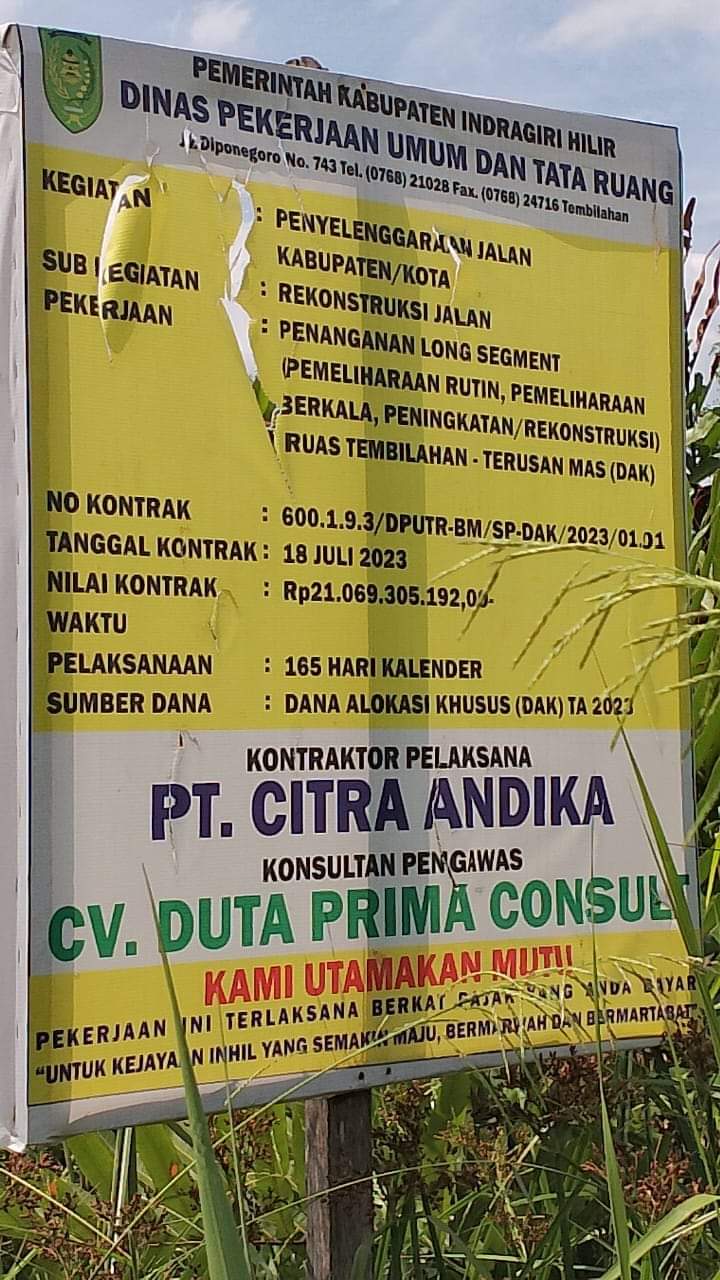 PEMERINTAH KABUPATEN INDRAGIRI HILIR
DINAS PEKERJAAN UMUM DAN TATA RUANG
Jl. Diponegoro No. 743 Tel. (0768) 21028 Fax. (0768) 24716 Tembilahan
KEGIATAN : PENYELENGGARAAN JALAN
KABUPATEN/KOTA
SUB KEGIATAN : REKONSTRUKSI JALAN
PEKERJAAN : PENANGANAN LONG SEGMENT
(PEMELIHARAAN RUTIN, PEMELIHARAAN
BERKALA, PENINGKATAN/REKONSTRUKSI)
RUAS TEMBILAHAN - TERUSAN MAS (DAK)
NO KONTRAK : 600.1.9.3/DPUTR-BM/SP-DAK/2023/01.01
TANGGAL KONTRAK : 18 JULI 2023
NILAI KONTRAK : Rp21.069.305.192,00-
WAKTU
PELAKSANAAN : 165 HARI KALENDER
SUMBER DANA : DANA ALOKASI KHUSUS (DAK) TA 2023
KONTRAKTOR PELAKSANA
PT. CITRA ANDIKA
KONSULTAN PENGAWAS
CV. DUTA PRIMA CONSULT
KAMI UTAMAKAN MUTU
PEKERJAAN INI TERLAKSANA BERKAT PAJAK YANG ANDA BAYAR
"UNTUK KEJAYAAN INHIL YANG SEMAKIN MAJU, BERMARWAH DAN BERMARTABAT"